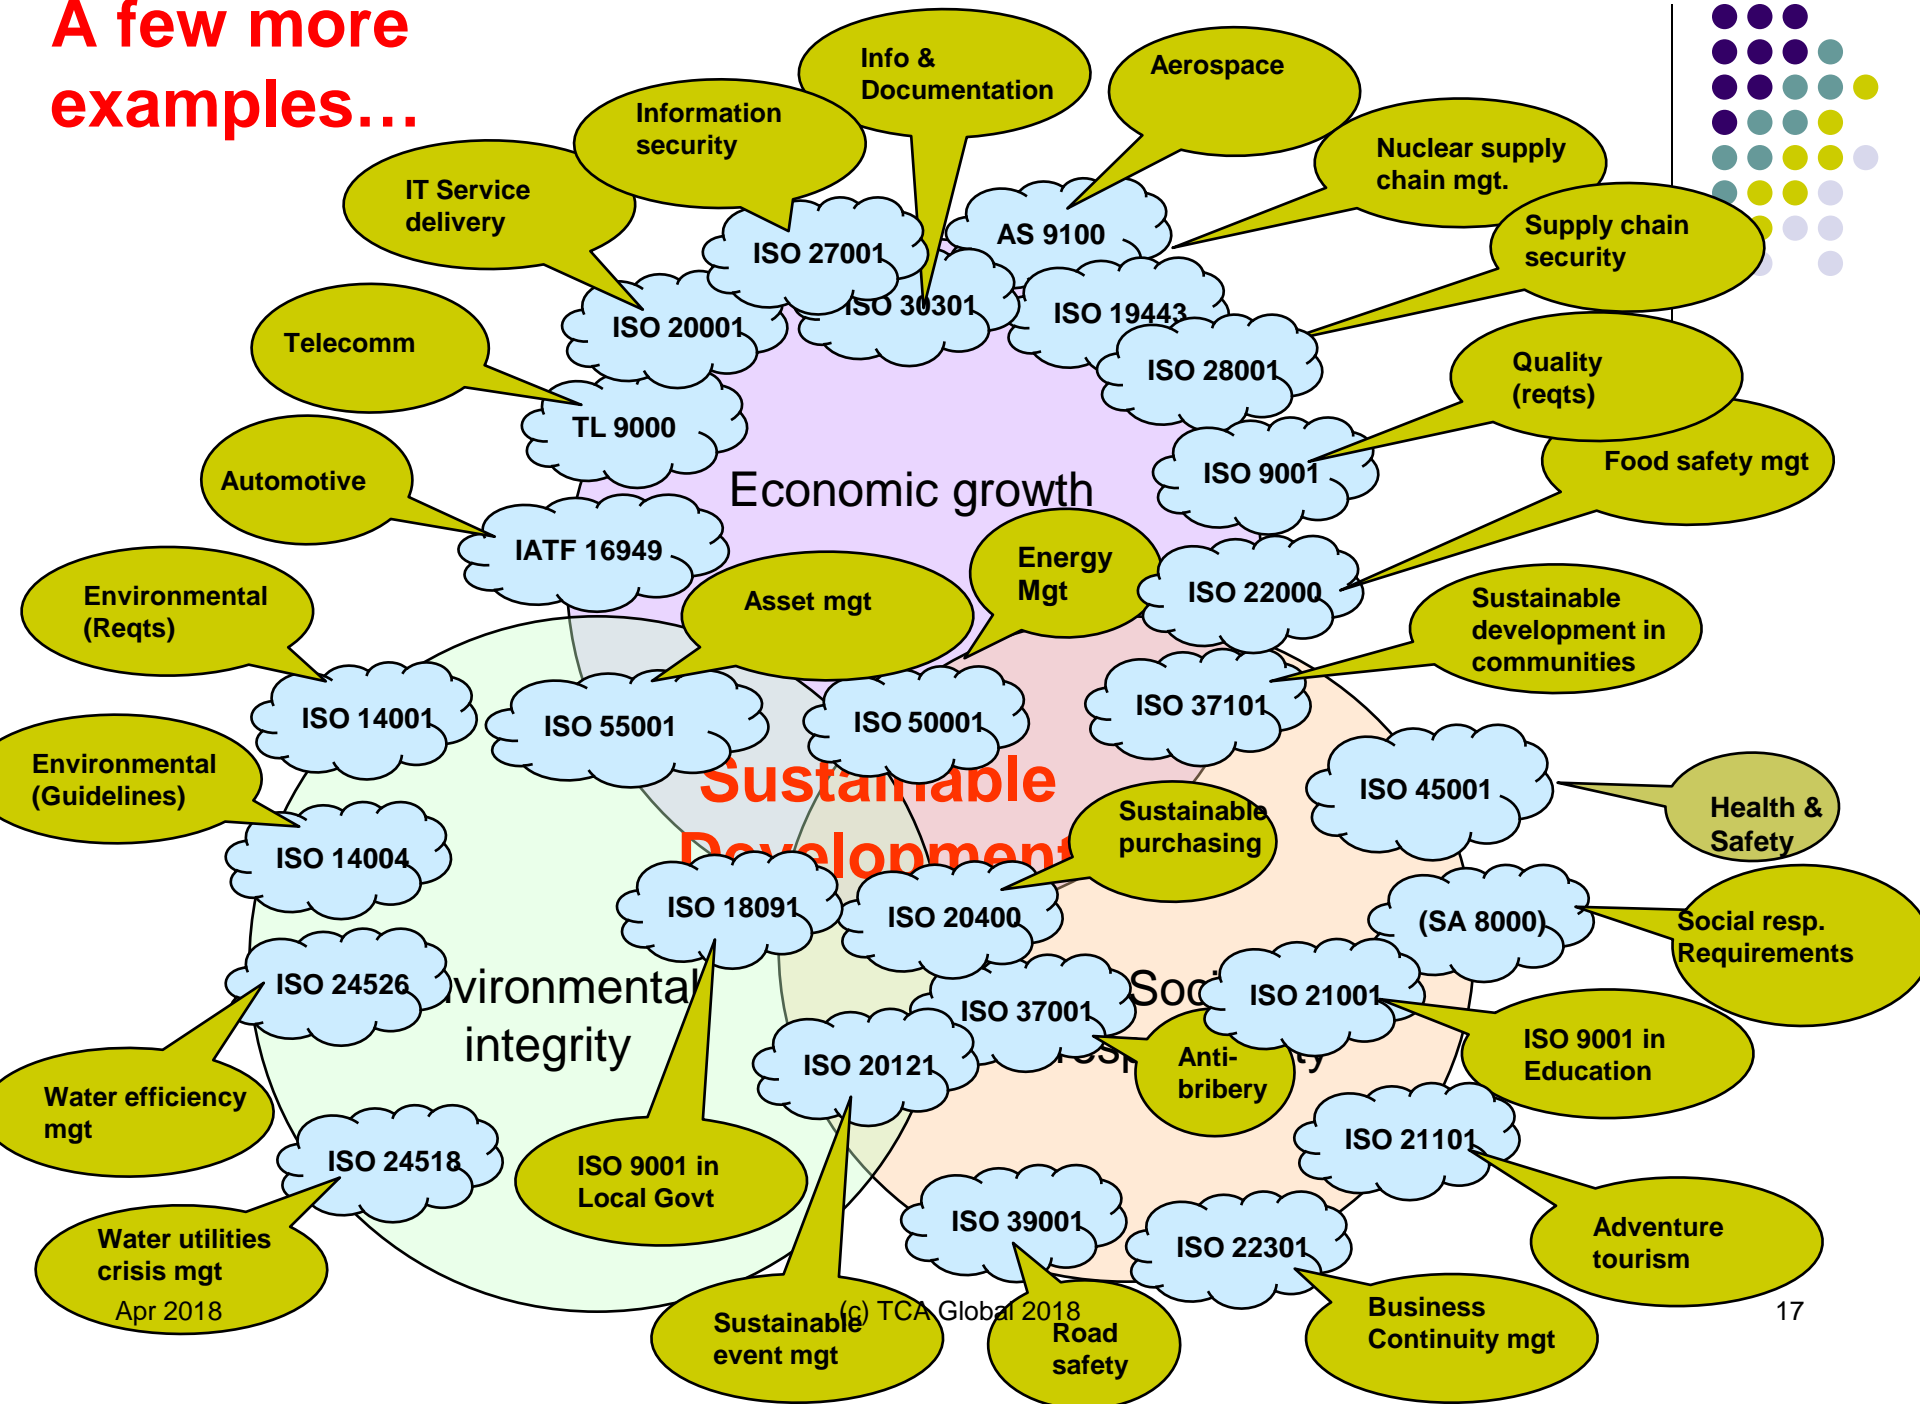 A few more
examples…
Info &
Documentation
Aerospace
Information
security
Nuclear supply
chain mgt.
IT Service
delivery
Supply chain
security
AS 9100
ISO 27001
ISO 30301
ISO 19443
ISO 20001
Telecomm
ISO 28001
Quality
(reqts)
TL 9000
ISO 9001
Food safety mgt
Automotive
Economic growth
IATF 16949
Energy
Mgt
ISO 22000
Asset mgt
Environmental
(Reqts)
Sustainable
development in
communities
ISO 14001
ISO 55001
ISO 50001
ISO 37101
Environmental
(Guidelines)
Sustainable
Development
ISO 45001
Health &
Safety
Sustainable
purchasing
ISO 14004
ISO 18091
ISO 20400
(SA 8000)
Social resp.
Requirements
ISO 24526
vironmental
integrity
Soci
ISO 37001
ISO 21001
ISO 9001 in
Education
ISO 20121
Anti-
bribery
Water efficiency
mgt
ISO 24518
ISO 9001 in
Local Govt
ISO 21101
Water utilities
crisis mgt
ISO 39001
ISO 22301
Adventure
tourism
Sustainable
event mgt
Road
safety
Business
Continuity mgt
Apr 2018
(c) TCA Global 2018
17